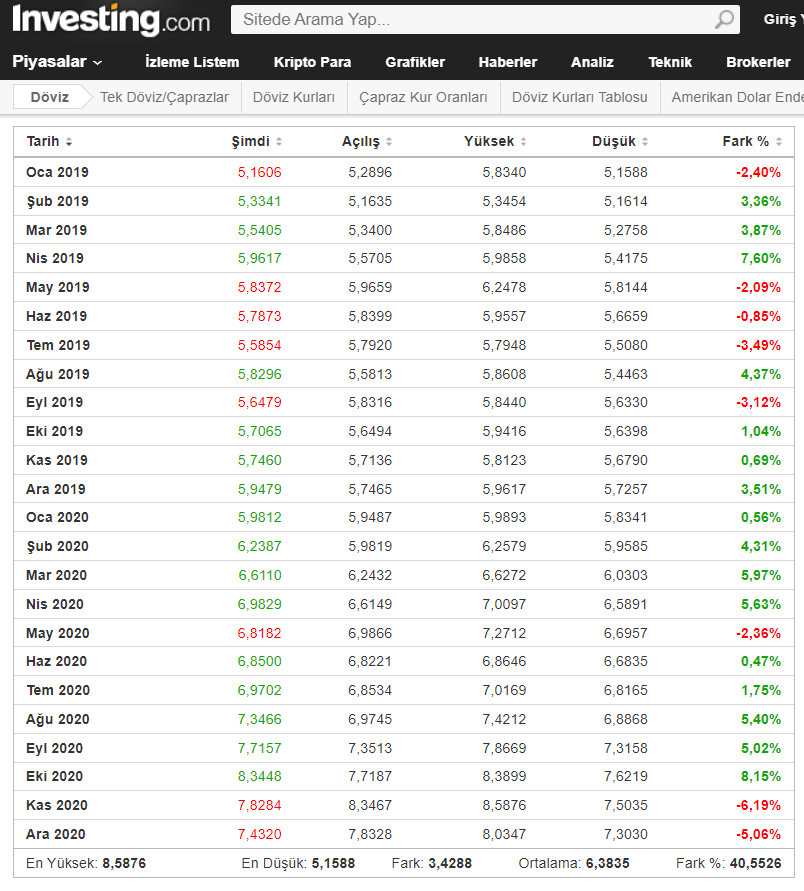 Investing.com Sitede Arama Yap... Giriş Y
Piyasalar İzleme Listem Kripto Para Grafikler Haberler Analiz Teknik Brokerler
Döviz Tek Döviz/Çaprazlar Döviz Kurları Çapraz Kur Oranları Döviz Kurları Tablosu Amerikan Dolar Ende
Tarih Şimdi Açılış Yüksek Düşük Fark %
Oca 2019 5,1606 5,2896 5,8340 5,1588 -2,40%
Şub 2019 5,3341 5,1635 5,3454 5,1614 3,36%
Mar 2019 5,5405 5,3400 5,8486 5,2758 3,87%
Nis 2019 5,9617 5,5705 5,9858 5,4175 7,60%
May 2019 5,8372 5,9659 6,2478 5,8144 -2,09%
Haz 2019 5,7873 5,8399 5,9557 5,6659 -0,85%
Tem 2019 5,5854 5,7920 5,7948 5,5080 -3,49%
Ağu 2019 5,8296 5,5813 5,8608 5,4463 4,37%
Eyl 2019 5,6479 5,8316 5,8440 5,6330 -3,12%
Eki 2019 5,7065 5,6494 5,9416 5,6398 1,04%
Kas 2019 5,7460 5,7136 5,8123 5,6790 0,69%
Ara 2019 5,9479 5,7465 5,9617 5,7257 3,51%
Oca 2020 5,9812 5,9487 5,9893 5,8341 0,56%
Şub 2020 6,2387 5,9819 6,2579 5,9585 4,31%
Mar 2020 6,6110 6,2432 6,6272 6,0303 5,97%
Nis 2020 6,9829 6,6149 7,0097 6,5891 5,63%
May 2020 6,8182 6,9866 7,2712 6,6957 -2,36%
Haz 2020 6,8500 6,8221 6,8646 6,6835 0,47%
Tem 2020 6,9702 6,8534 7,0169 6,8165 1,75%
Ağu 2020 7,3466 6,9745 7,4212 6,8868 5,40%
Eyl 2020 7,7157 7,3513 7,8669 7,3158 5,02%
Eki 2020 8,3448 7,7187 8,3899 7,6219 8,15%
Kas 2020 7,8284 8,3467 8,5876 7,5035 -6,19%
Ara 2020 7,4320 7,8328 8,0347 7,3030 -5,06%
En Yüksek: 8,5876 En Düşük: 5,1588 Fark: 3,4288 Ortalama: 6,3835 Fark %: 40,5526